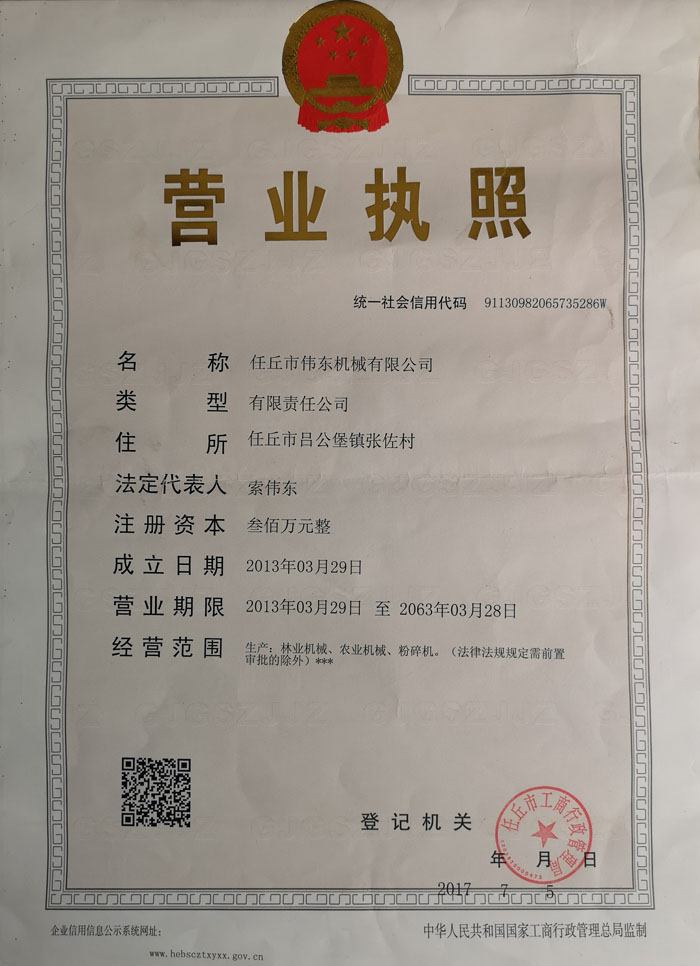 营业执照
统一社会信用代码 91130982065735286W
名称 任丘市伟东机械有限公司
类型 有限责任公司
住所 任丘市吕公堡镇张佐村
法定代表人 索伟东
注册资本 叁佰万元整
成立日期 2013年03月29日
营业期限 2013年03月29日 至 2063年03月28日
经营范围 生产：林业机械、农业机械、粉碎机。（法律法规规定需前置
审批的除外）***
登记机关
任丘市工商行政管理局
年 月 日
2017 7 5
企业信用信息公示系统网址：
www.hebscztxyxx.gov.cn
中华人民共和国国家工商行政管理总局监制